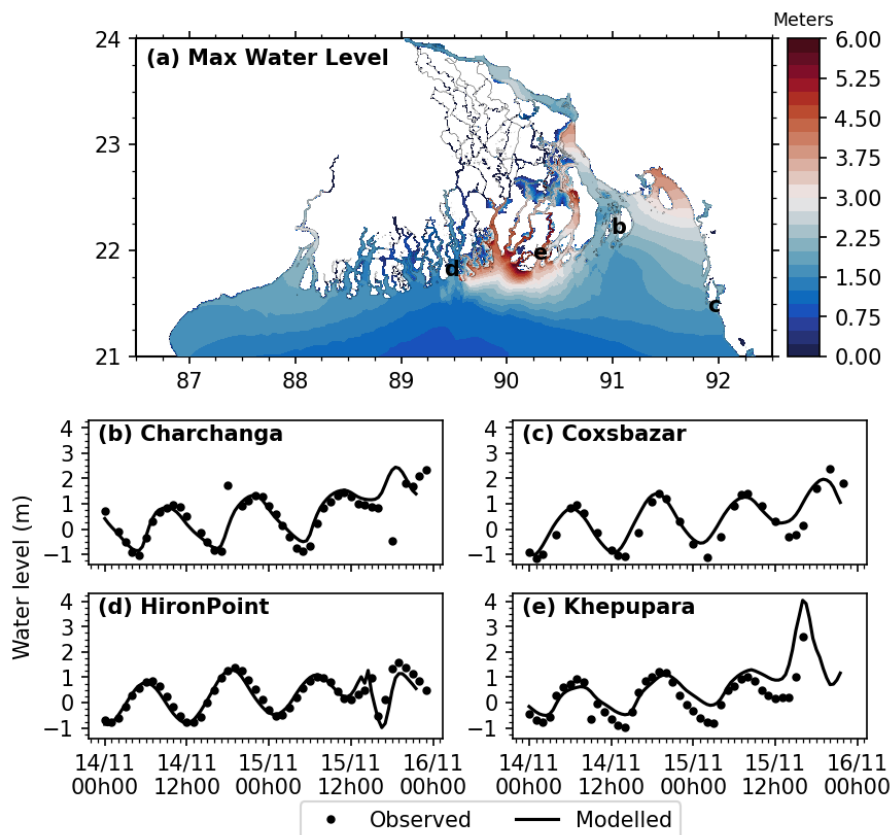 Meters
(a) Max Water Level
24
23
22
21
87 88 89 90 91 92
b
e
d
c
6.00
5.25
4.50
3.75
3.00
2.25
1.50
0.75
0.00
Water level (m)
(b) Charchanga
4
3
2
1
0
−1
(c) Coxsbazar
4
3
2
1
0
−1
(d) HironPoint
4
3
2
1
0
−1
(e) Khepupara
4
3
2
1
0
−1
14/11 14/11 15/11 15/11 16/11
00h00 12h00 00h00 12h00 00h00
14/11 14/11 15/11 15/11 16/11
00h00 12h00 00h00 12h00 00h00
Observed Modelled